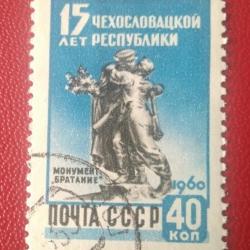 15 ЧЕХОСЛОВАЦКОЙ
ЛЕТ РЕСПУБЛИКИ
МОНУМЕНТ
"БРАТАНИЕ"
1960
ПОЧТА СССР 40
КОП